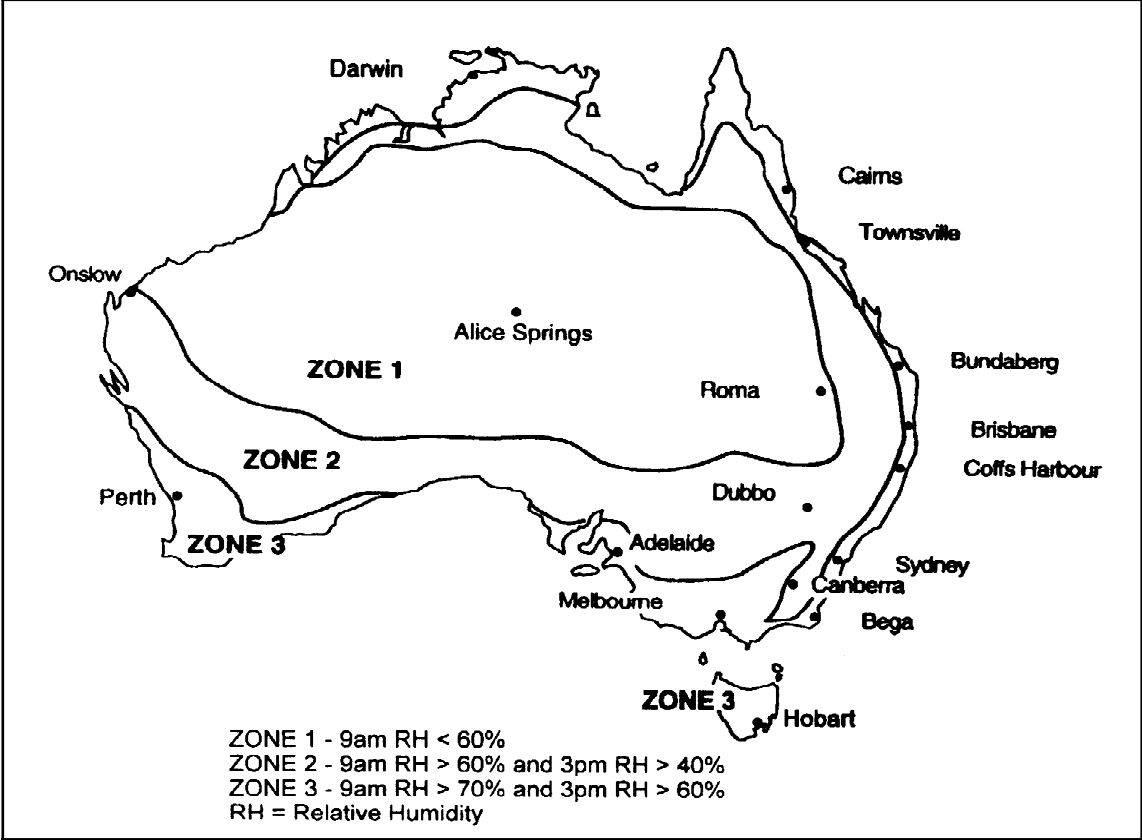 Darwin
Cairns
Townsville
Onslow
Alice Springs
Bundaberg
ZONE 1
Roma
Brisbane
ZONE 2
Coffs Harbour
Perth
Dubbo
ZONE 3
Adelaide
Sydney
Canberra
Melbourne
Bega
ZONE 3
Hobart
ZONE 1 - 9am RH < 60%
ZONE 2 - 9am RH > 60% and 3pm RH > 40%
ZONE 3 - 9am RH > 70% and 3pm RH > 60%
RH = Relative Humidity